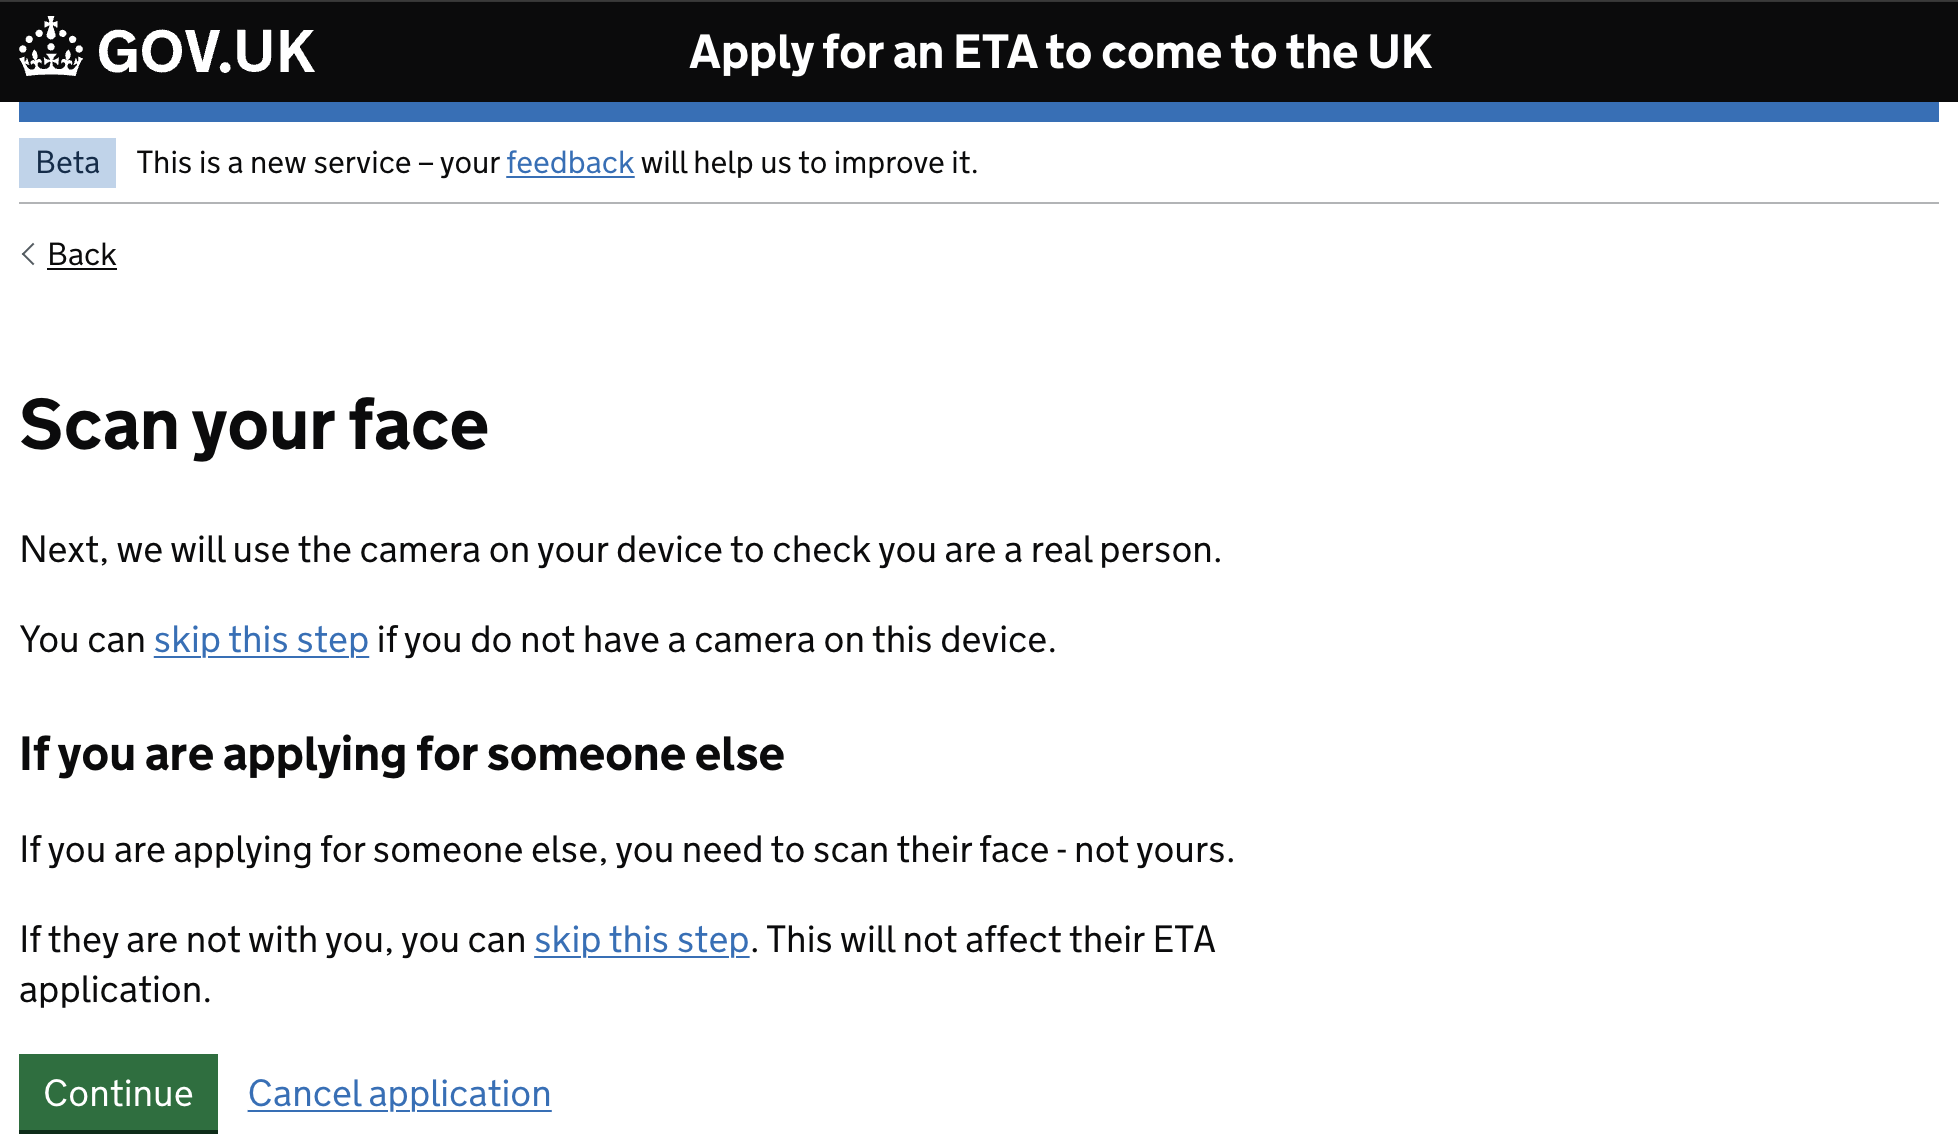 GOV.UK
Apply for an ETA to come to the UK
Beta This is a new service – your feedback will help us to improve it.
Back
Scan your face
Next, we will use the camera on your device to check you are a real person.
You can skip this step if you do not have a camera on this device.
If you are applying for someone else
If you are applying for someone else, you need to scan their face - not yours.
If they are not with you, you can skip this step. This will not affect their ETA
application.
Continue Cancel application